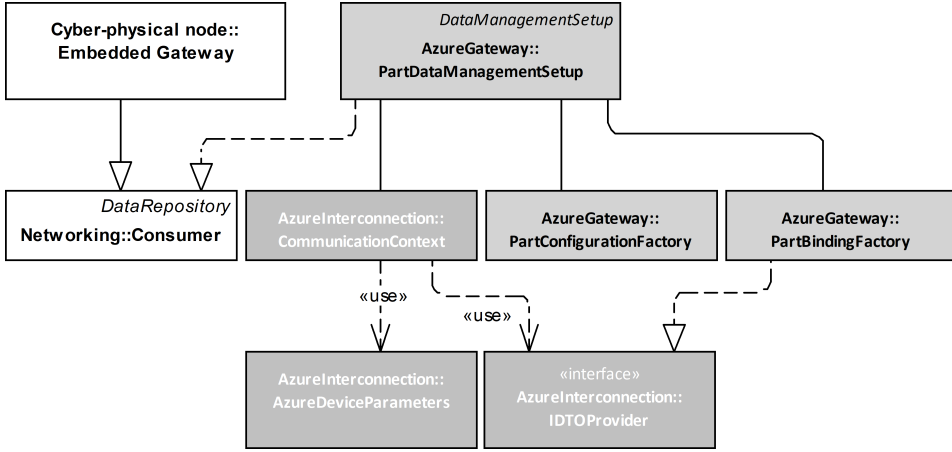 Cyber-physical node::
Embedded Gateway
DataManagementSetup
AzureGateway::
PartDataManagementSetup
DataRepository
Networking::Consumer
AzureInterconnection::
CommunicationContext
AzureGateway::
PartConfigurationFactory
AzureGateway::
PartBindingFactory
«use»
«use»
AzureInterconnection::
AzureDeviceParameters
«interface»
AzureInterconnection::
IDTOProvider